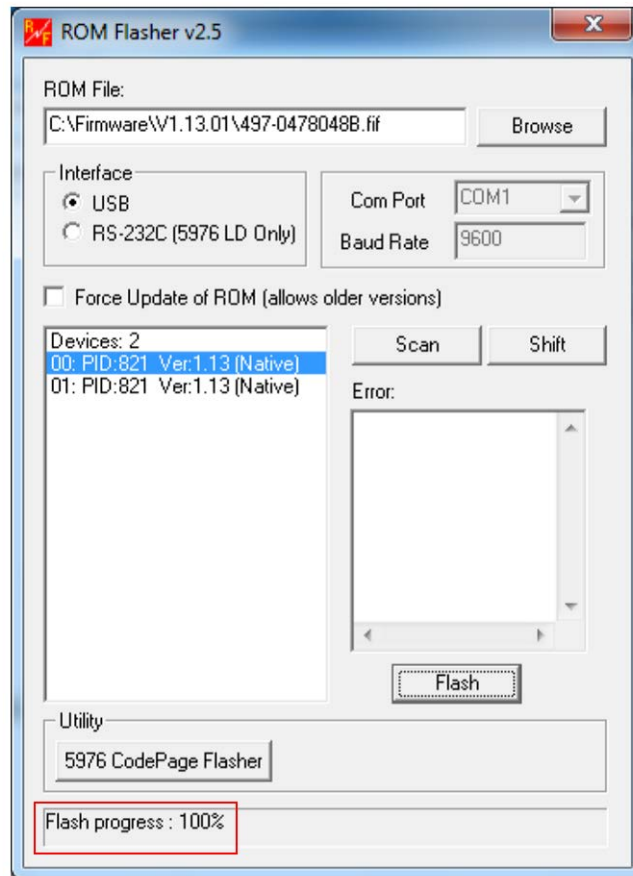 ROM Flasher v2.5
ROM File:
C:\Firmware\V1.13.01\497-0478048B.fif
Browse
Interface
USB
RS-232C (5976 LD Only)
Com Port
COM1
Baud Rate
9600
Force Update of ROM (allows older versions)
Devices: 2
00: PID:821 Ver:1.13 (Native)
01: PID:821 Ver:1.13 (Native)
Scan
Shift
Error:
Flash
Utility
5976 CodePage Flasher
Flash progress : 100%